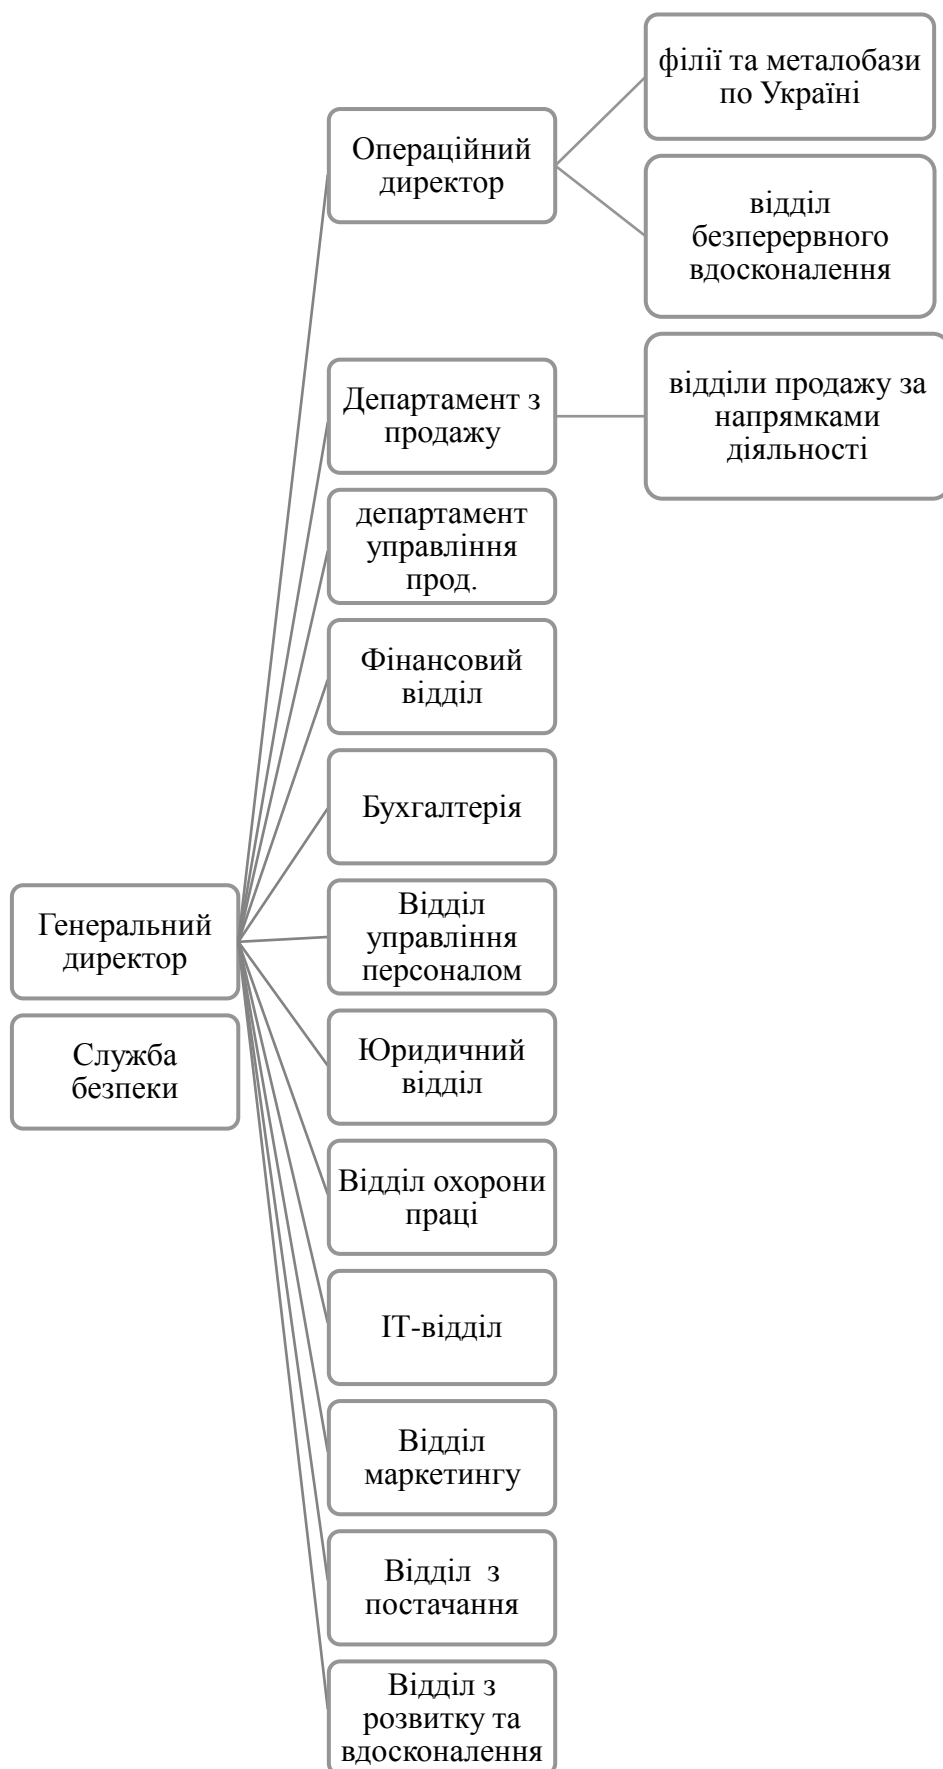 філії та металобази
по Україні
Операційний
директор
відділ
безперервного
вдосконалення
Департамент з
продажу
відділи продажу за
напрямками
діяльності
департамент
управління
прод.
Фінансовий
відділ
Бухгалтерія
Генеральний
директор
Відділ
управління
персоналом
Служба
безпеки
Юридичний
відділ
Відділ охорони
праці
ІТ-відділ
Відділ
маркетингу
Відділ з
постачання
Відділ з
розвитку та
вдосконалення